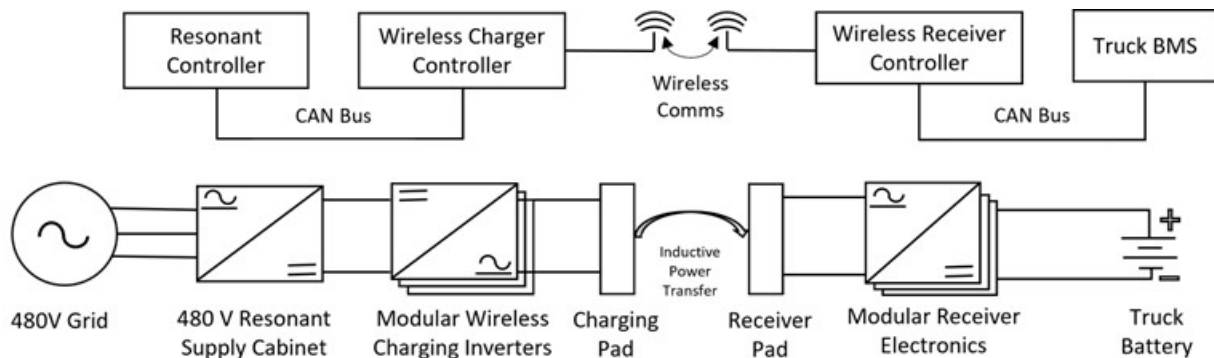 Resonant
Controller
Wireless Charger
Controller
Wireless
Comms
Wireless Receiver
Controller
Truck BMS
CAN Bus
CAN Bus
Inductive
Power
Transfer
480V Grid
480 V Resonant
Supply Cabinet
Modular Wireless
Charging Inverters
Charging
Pad
Receiver
Pad
Modular Receiver
Electronics
Truck
Battery